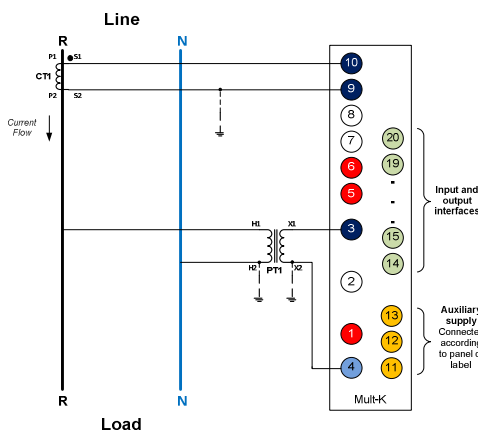 Line
R N
P1 S1
CT1
P2 S2
Current
Flow
10
9
8
7
6
5
3
2
1
4
20
19
15
14
13
12
11
Input and
output
interfaces
H1 X1
H2 X2
PT1
Auxiliary
supply
Connecte
according
to panel o
label
Mult-K
R N
Load